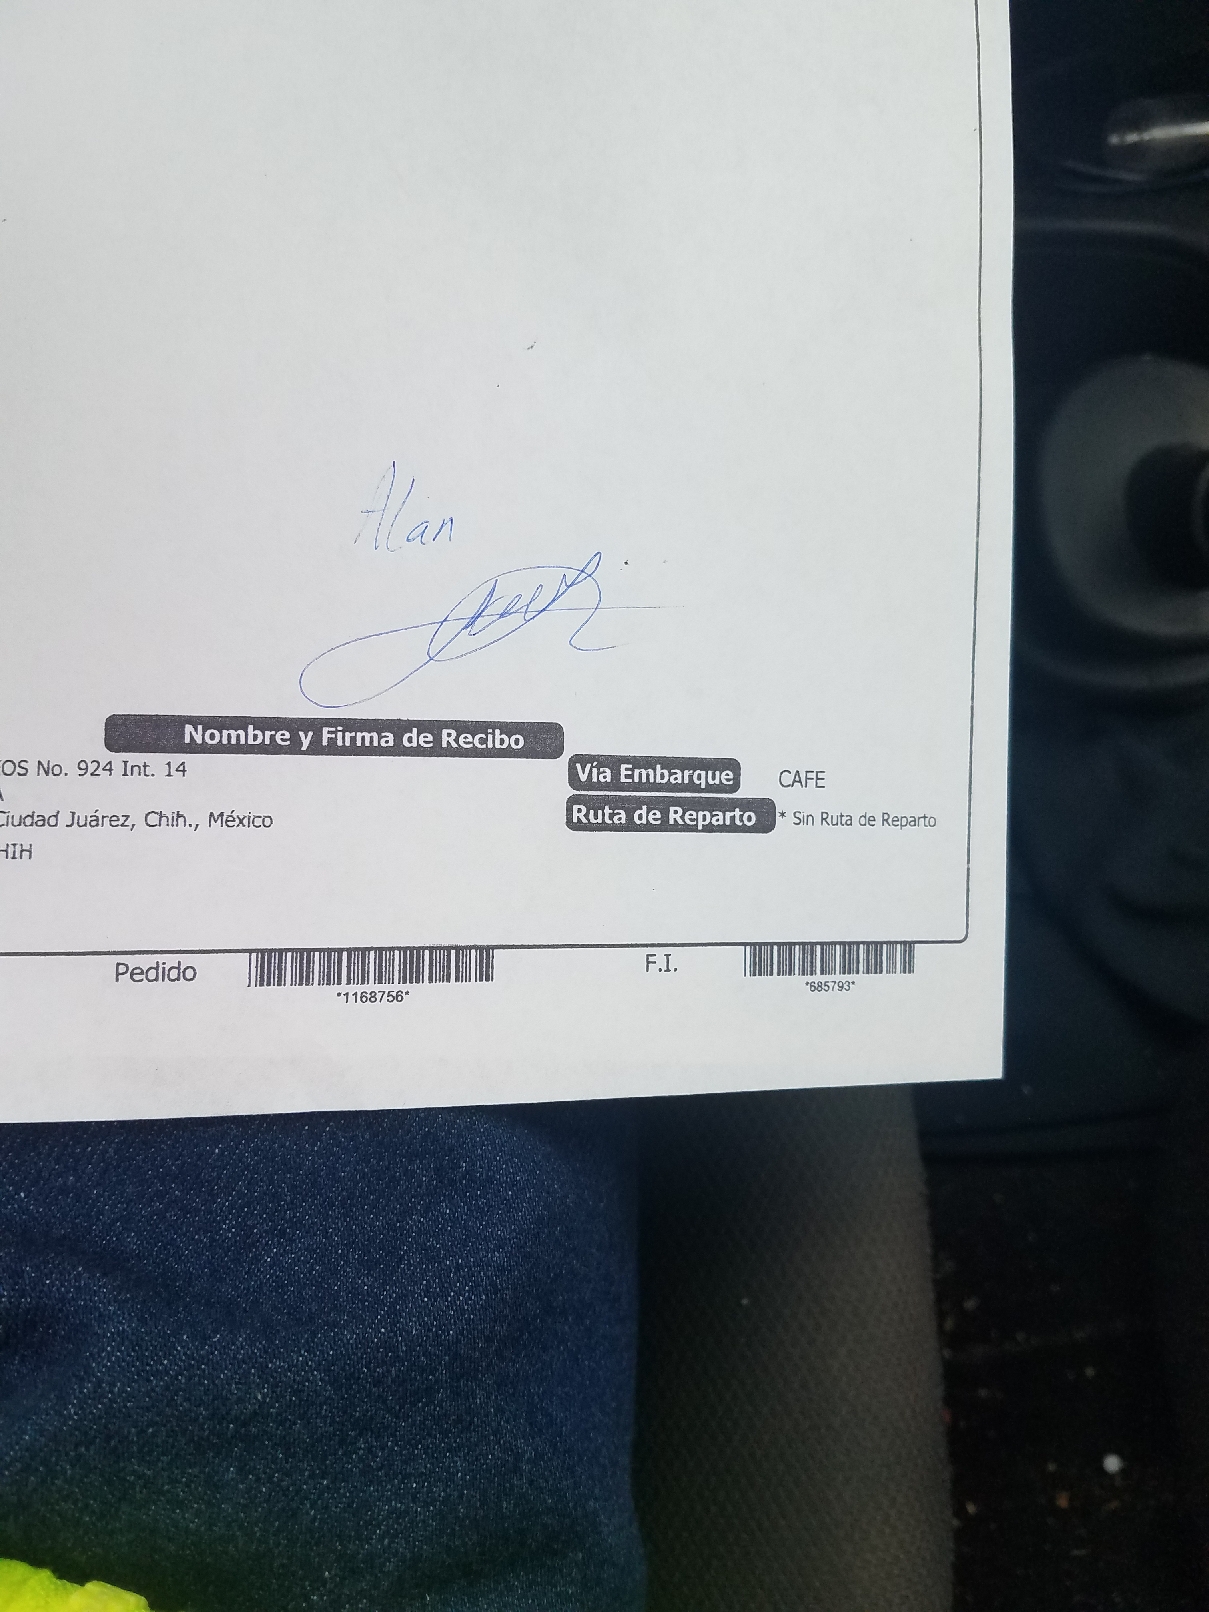 Alan
Nombre y Firma de Recibo
OS No. 924 Int. 14
Vía Embarque CAFE
Ciudad Juárez, Chih., México
Ruta de Reparto * Sin Ruta de Reparto
HIH
Pedido
*1168756*
F.I.
*685793*